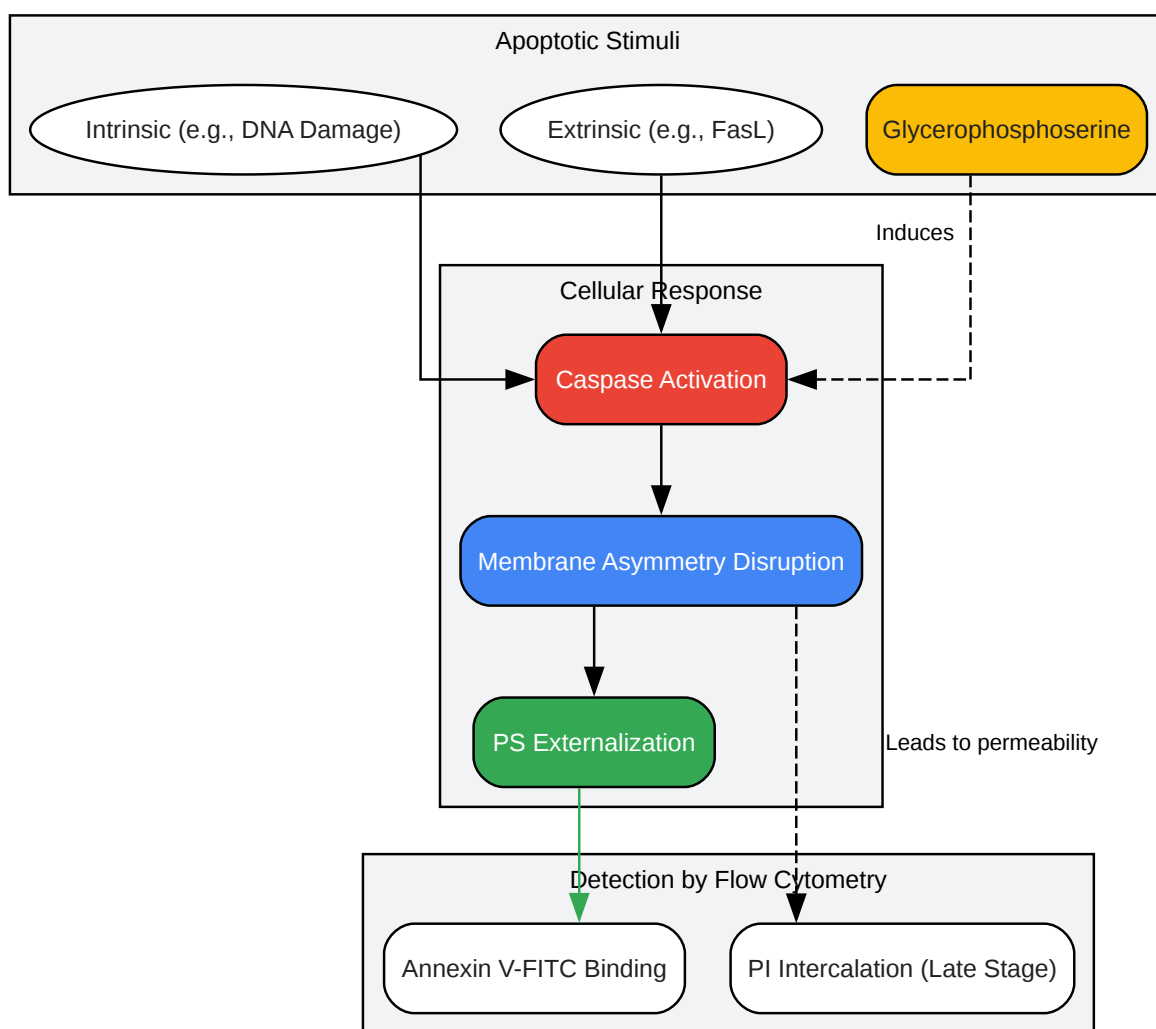 Apoptotic Stimuli
Intrinsic (e.g., DNA Damage)
Extrinsic (e.g., FasL)
Glycerophosphoserine
Induces
Cellular Response
Caspase Activation
Membrane Asymmetry Disruption
PS Externalization
Leads to permeability
Detection by Flow Cytometry
Annexin V-FITC Binding
PI Intercalation (Late Stage)